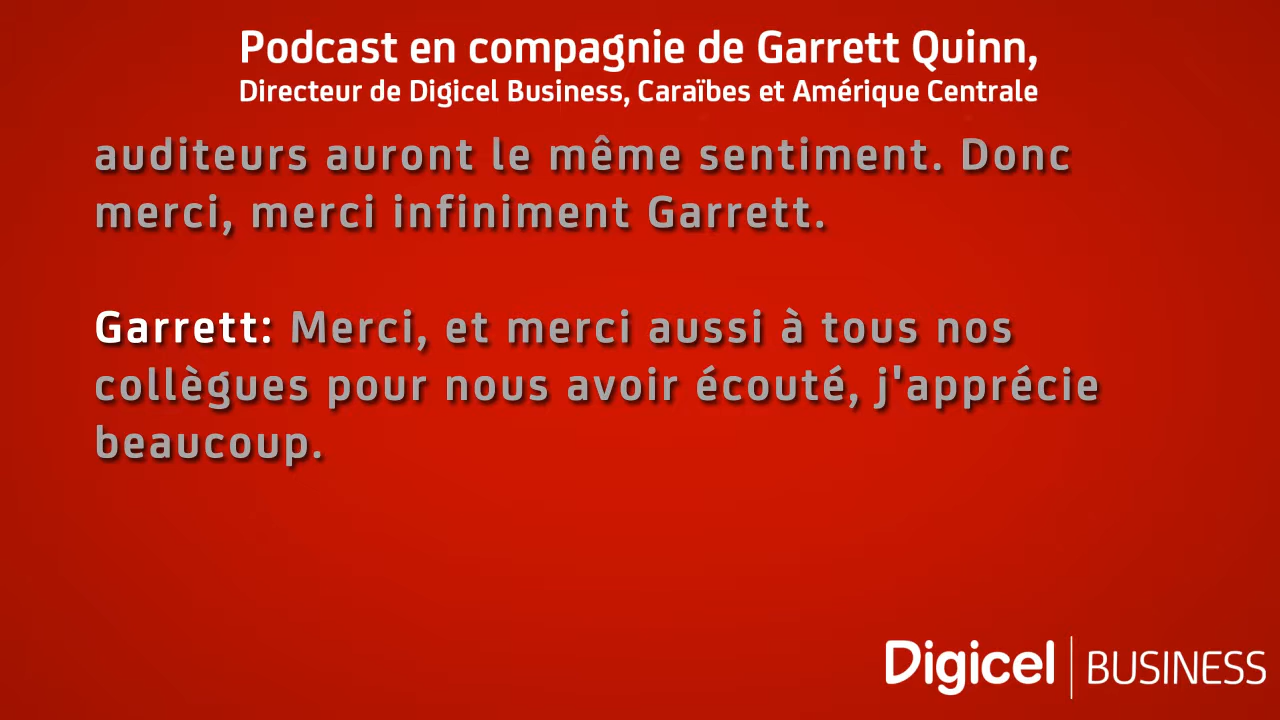 Podcast en compagnie de Garrett Quinn,
Directeur de Digicel Business, Caraïbes et Amérique Centrale
auditeurs auront le même sentiment. Donc
merci, merci infiniment Garrett.
Garrett: Merci, et merci aussi à tous nos
collègues pour nous avoir écouté, j'apprécie
beaucoup.
Digicel BUSINESS